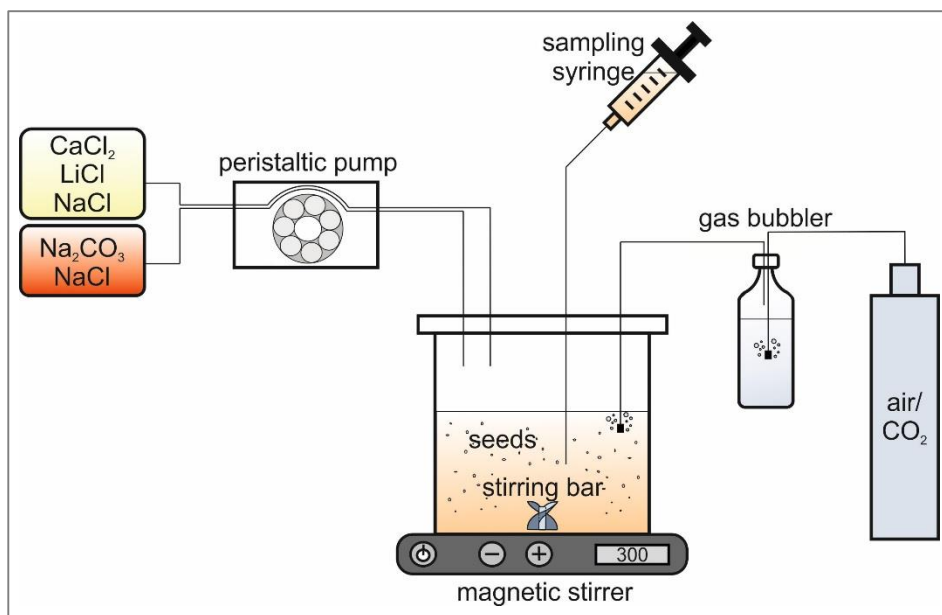 sampling
syringe
CaCl₂
LiCl
NaCl
peristaltic pump
Na₂CO₃
NaCl
gas bubbler
air/
CO₂
seeds
stirring bar
300
magnetic stirrer